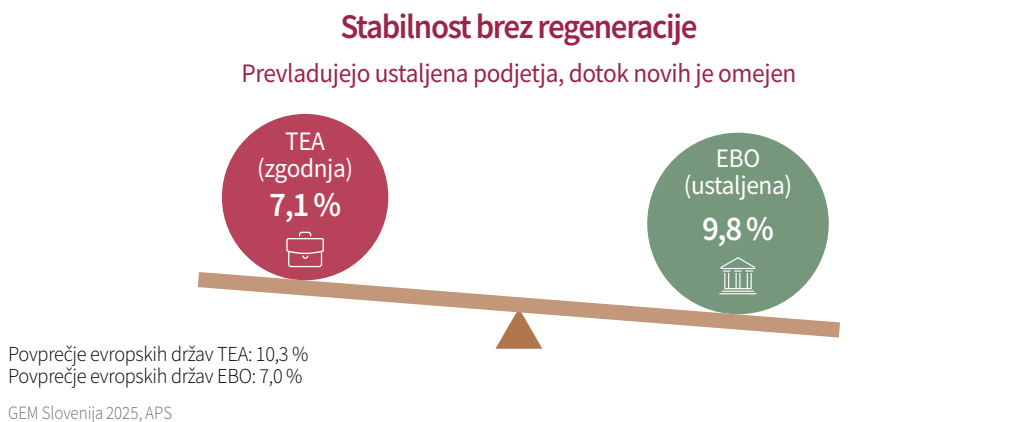 Stabilnost brez regeneracije
Prevladujejo ustaljena podjetja, dotok novih je omejen
TEA
(zgodnja)
7,1 %
EBO
(ustaljena)
9,8 %
Povprečje evropskih držav TEA: 10,3 %
Povprečje evropskih držav EBO: 7,0 %
GEM Slovenija 2025, APS